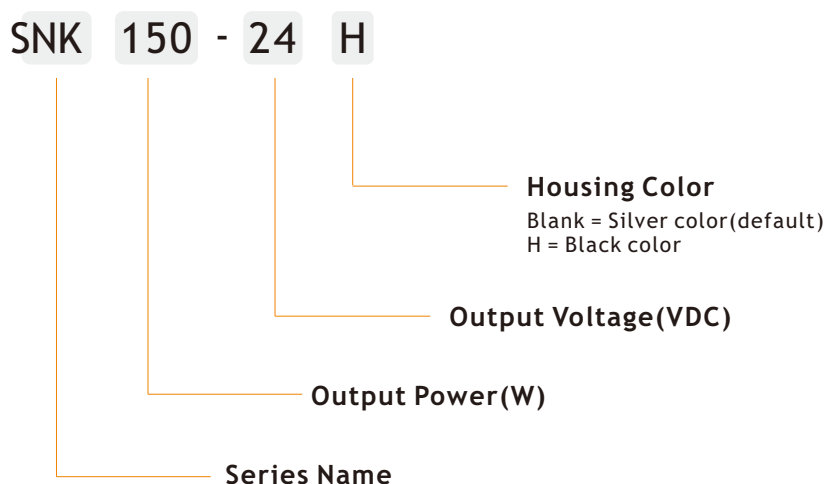 SNK 150 - 24 H
Housing Color
Blank = Silver color(default)
H = Black color
Output Voltage(VDC)
Output Power(W)
Series Name